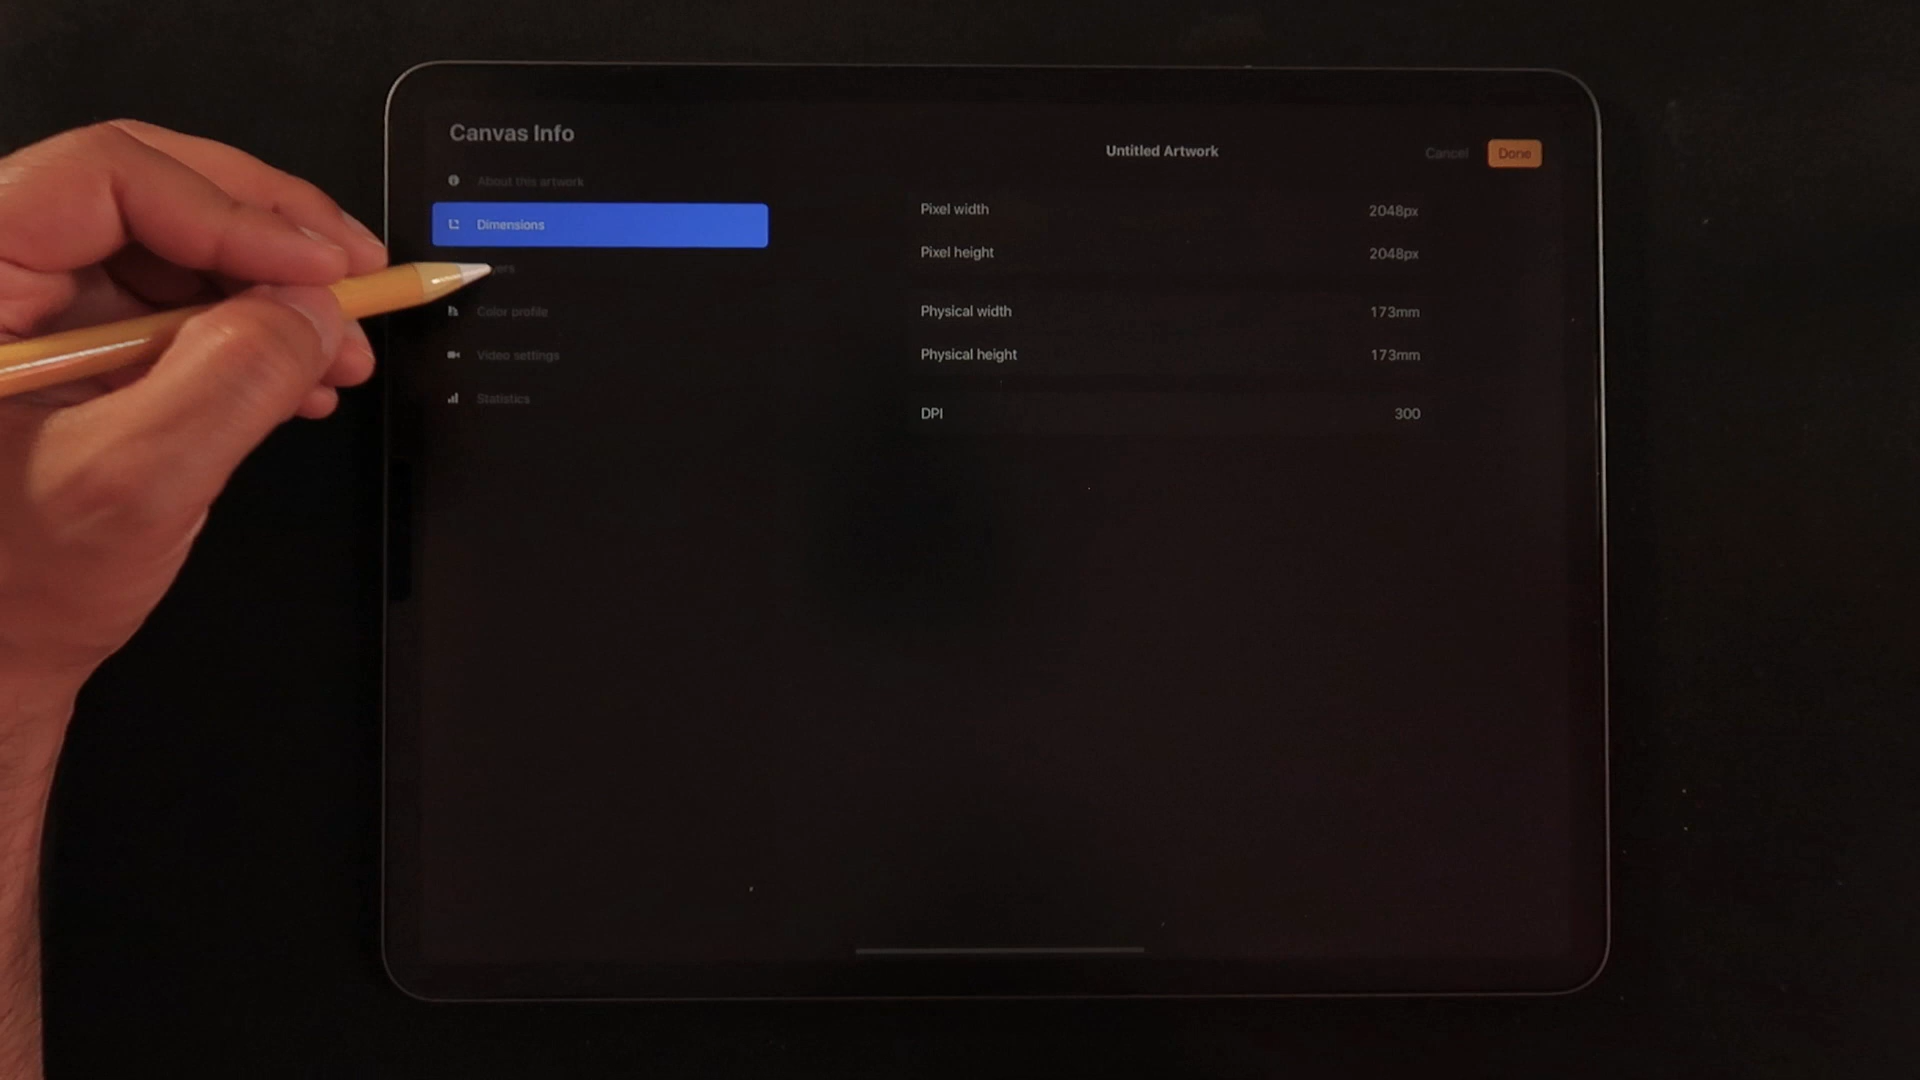 Canvas Info
Untitled Artwork
Cancel
Done
About this artwork
Dimensions
Color profile
Video settings
Statistics
Pixel width 2048px
Pixel height 2048px
Physical width 173mm
Physical height 173mm
DPI 300